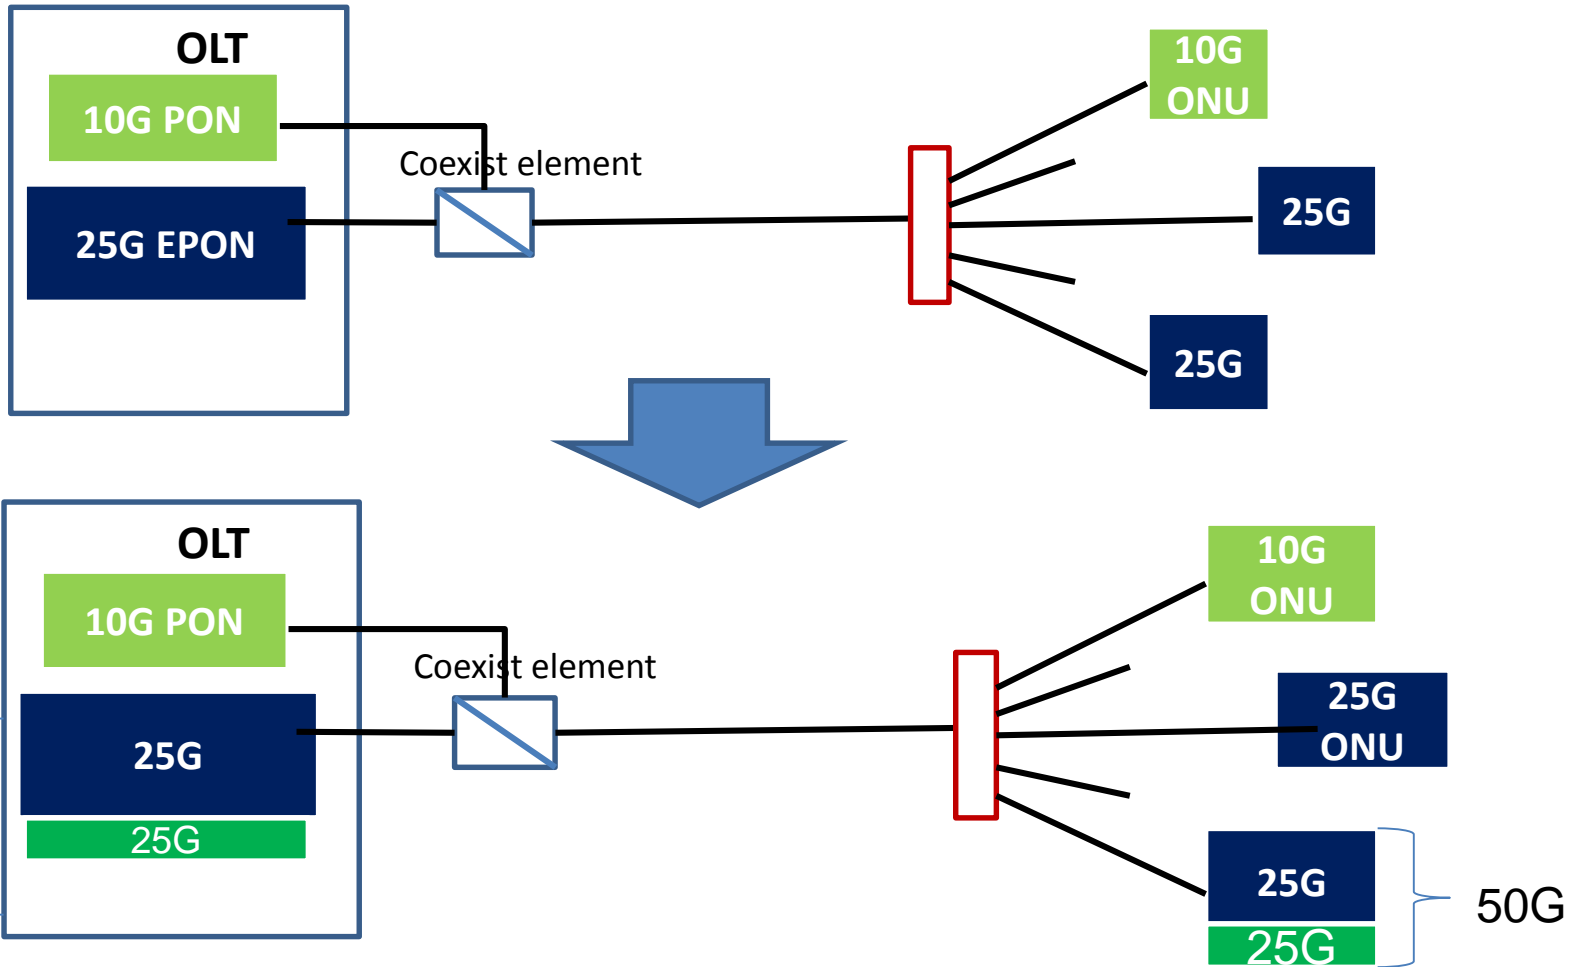 OLT
10G PON
Coexist element
25G EPON
10G
ONU
25G
25G
OLT
10G PON
Coexist element
25G
25G
10G
ONU
25G
ONU
25G
25G
50G